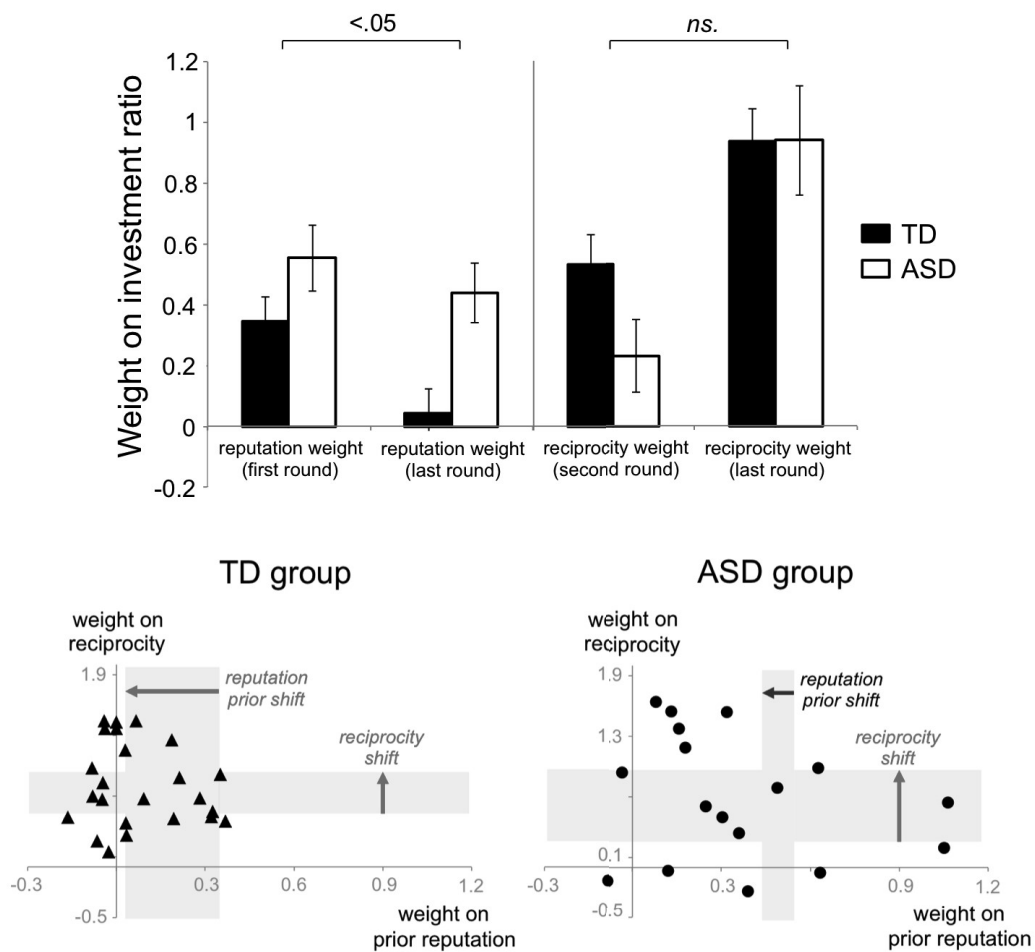 <.05
ns.
Weight on investment ratio
1.2
1
0.8
0.6
0.4
0.2
0
-0.2
TD
ASD
reputation weight
(first round)
reputation weight
(last round)
reciprocity weight
(second round)
reciprocity weight
(last round)
TD group
weight on
reciprocity
1.9
reputation
prior shift
reciprocity
shift
-0.3
0.3
0.6
0.9
1.2
-0.5
weight on
prior reputation
ASD group
weight on
reciprocity
1.9
reputation
prior shift
1.3
reciprocity
shift
0.1
-0.3
0.3
0.9
1.2
-0.5
weight on
prior reputation